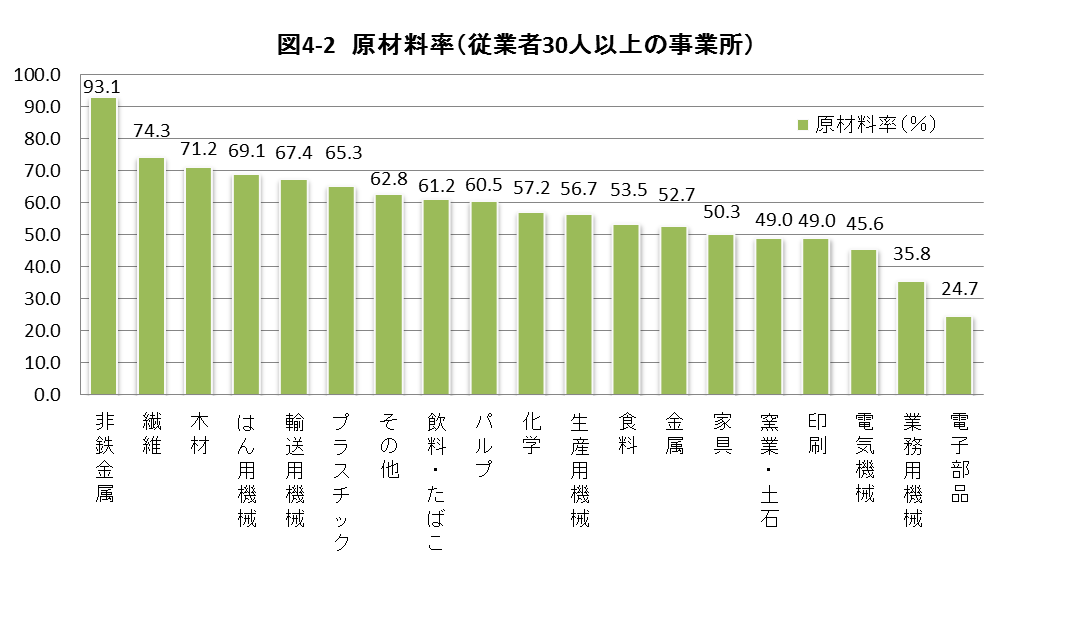 図4-2 原材料率(従業者30人以上の事業所)
100.0
90.0
80.0
70.0
60.0
50.0
40.0
30.0
20.0
10.0
0.0
原材料率(%)
93.1
74.3
71.2
69.1
67.4
65.3
62.8
61.2
60.5
57.2
56.7
53.5
52.7
50.3
49.0
49.0
45.6
35.8
24.7
非鉄金属
繊維
木材
はん用機械
輸送用機械
プラスチック
その他
飲料・たばこ
パルプ
化学
生産用機械
食料
金属
家具
窯業・土石
印刷
電気機械
業務用機械
電子部品